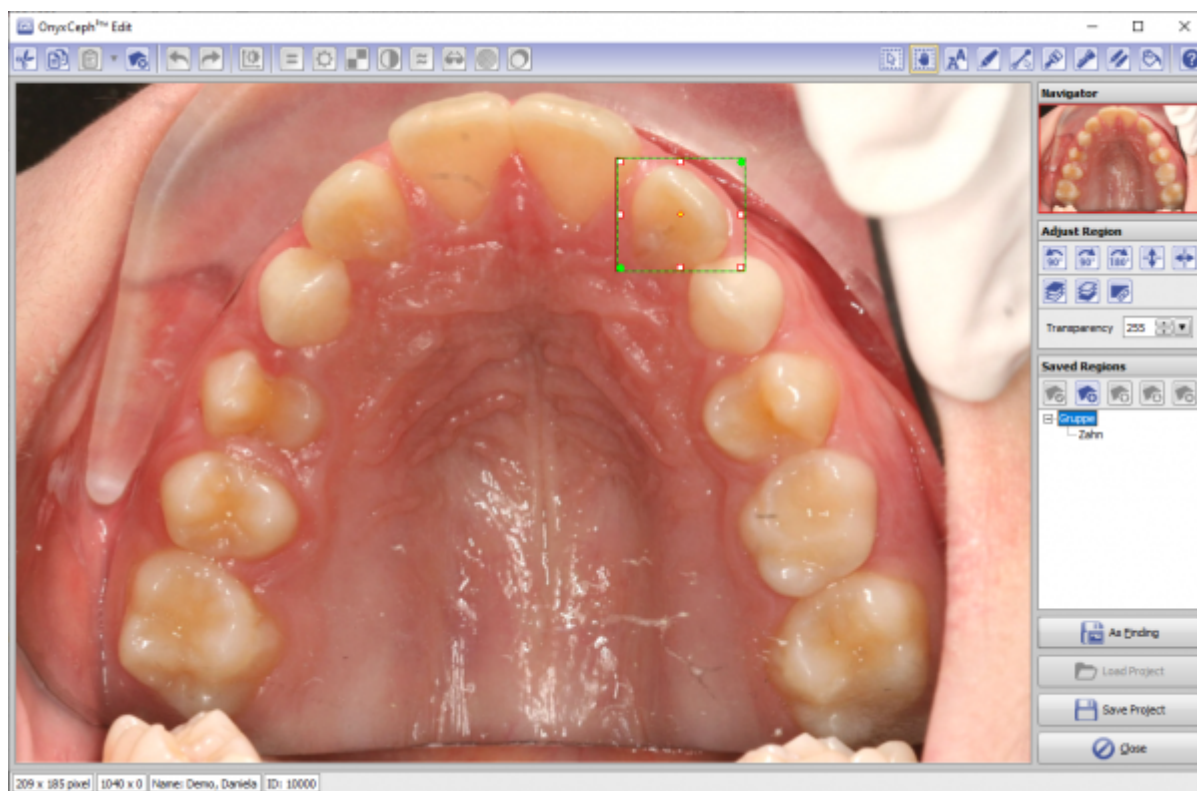 OnyxCeph³™ Edit
Navigator
Adjust Region
90° 90° 180°
Transparency 255
Saved Regions
Gruppe
Zahn
As Finding
Load Project
Save Project
Close
209 x 185 pixel 1040 x 0 Name: Demo, Daniela ID: 10000